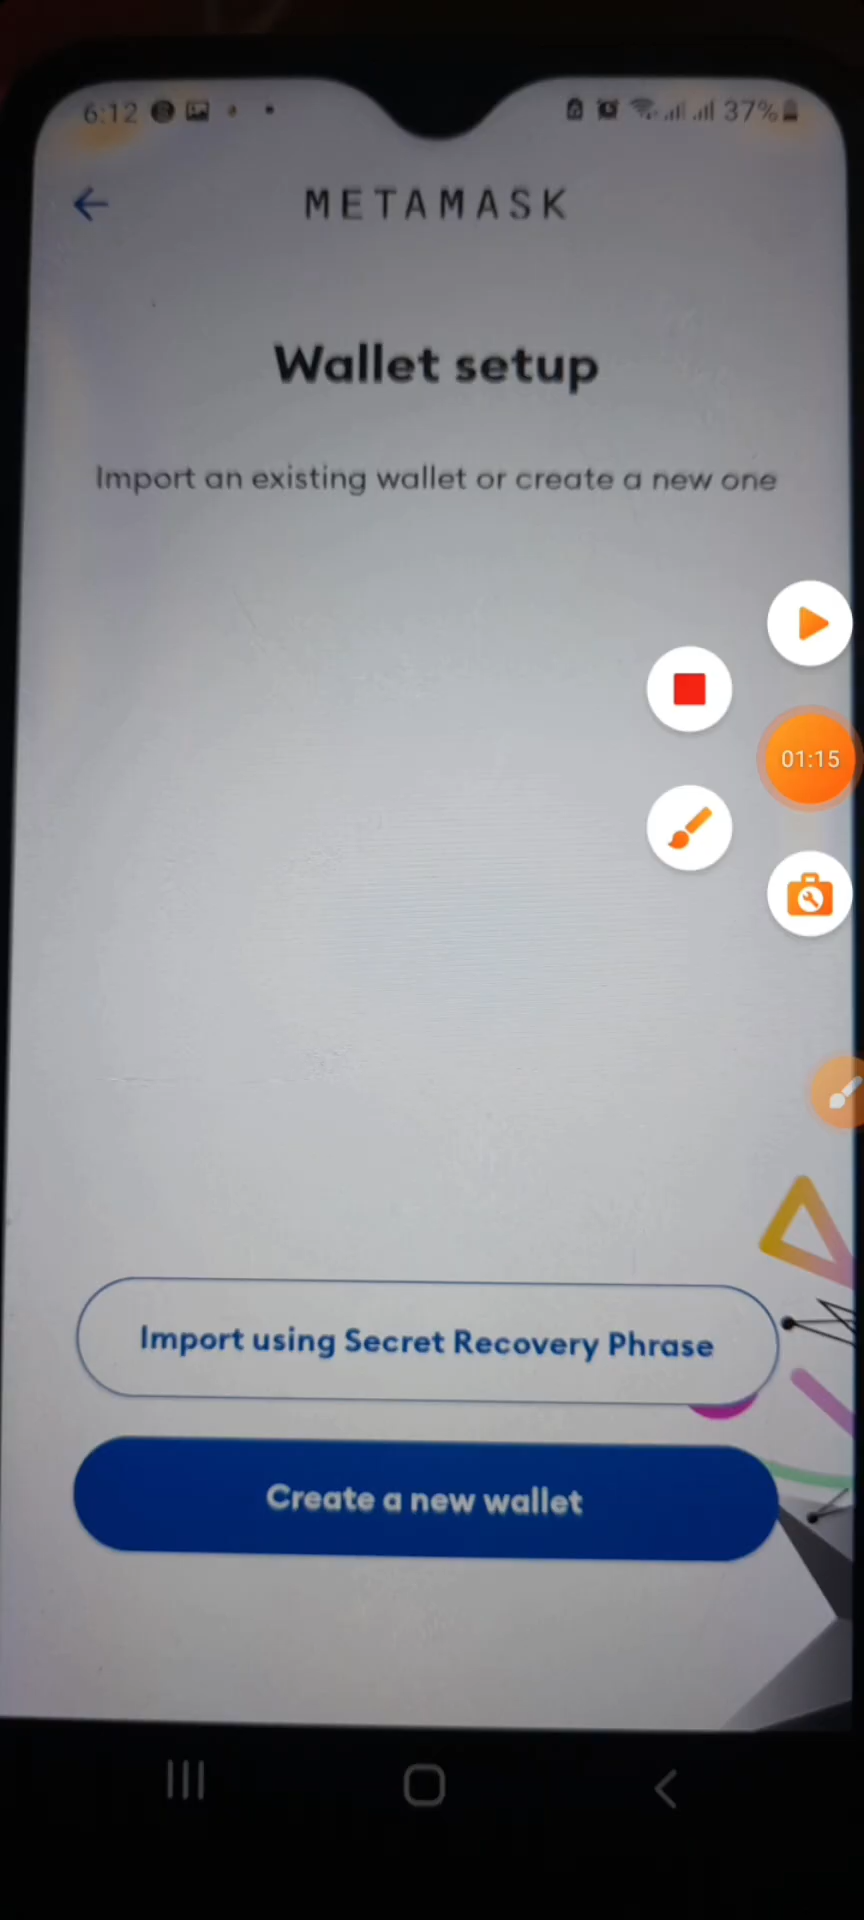 6:12 37%
METAMASK
Wallet setup
Import an existing wallet or create a new one
01:15
Import using Secret Recovery Phrase
Create a new wallet